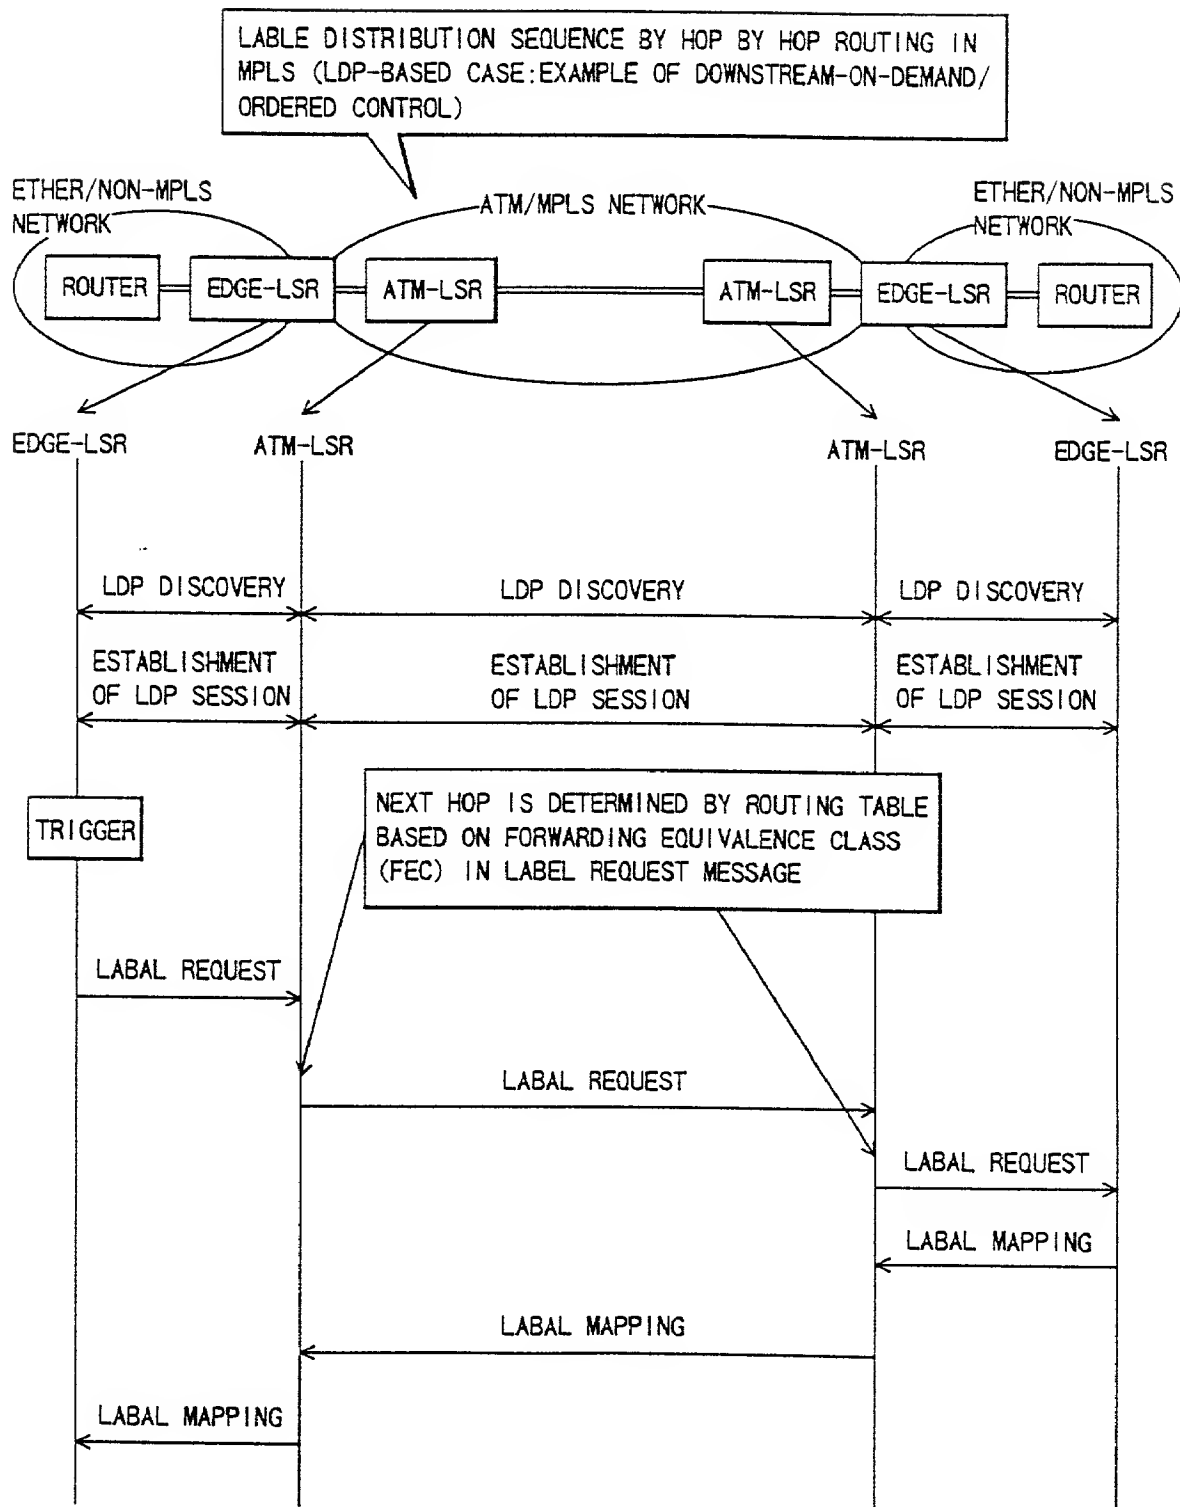 LABLE DISTRIBUTION SEQUENCE BY HOP BY HOP ROUTING IN
MPLS (LDP-BASED CASE:EXAMPLE OF DOWNSTREAM-ON-DEMAND/
ORDERED CONTROL)
ETHER/NON-MPLS
NETWORK
ATM/MPLS NETWORK
ETHER/NON-MPLS
NETWORK
ROUTER
EDGE-LSR
ATM-LSR
ATM-LSR
EDGE-LSR
ROUTER
EDGE-LSR
ATM-LSR
ATM-LSR
EDGE-LSR
LDP DISCOVERY
LDP DISCOVERY
LDP DISCOVERY
ESTABLISHMENT
OF LDP SESSION
ESTABLISHMENT
OF LDP SESSION
ESTABLISHMENT
OF LDP SESSION
TRIGGER
NEXT HOP IS DETERMINED BY ROUTING TABLE
BASED ON FORWARDING EQUIVALENCE CLASS
(FEC) IN LABEL REQUEST MESSAGE
LABAL REQUEST
LABAL REQUEST
LABAL REQUEST
LABAL MAPPING
LABAL MAPPING
LABAL MAPPING